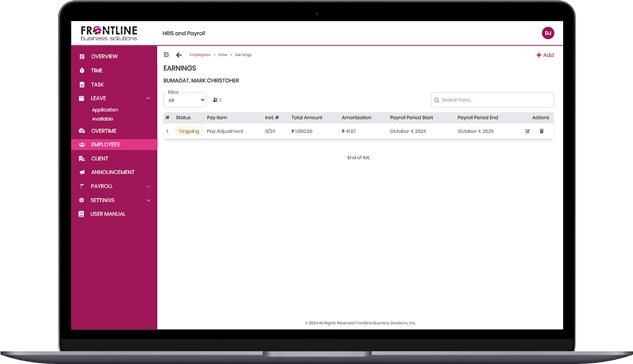 FRONTLINE
business solutions
HRIS and Payroll
DJ
OVERVIEW
TIME
TASK
LEAVE
Application
Available
OVERTIME
EMPLOYEES
CLIENT
ANNOUNCEMENT
PAYROLL
SETTINGS
USER MANUAL
Employees > View > Earnings
+ Add
EARNINGS
BUMAGAT, MARK CHRISTOHER
Filter
All
1
Search here...
# Status Pay Item Inst. # Total Amount Amortization Payroll Period Start Payroll Period End Actions
1. Ongoing Pay Adjustment 0/24 ₱ 1,000.00 ₱ 41.67 October 4, 2024 October 4, 2025
End of list.
© 2024 All Rights Reserved Frontline Business Solutions, Inc.